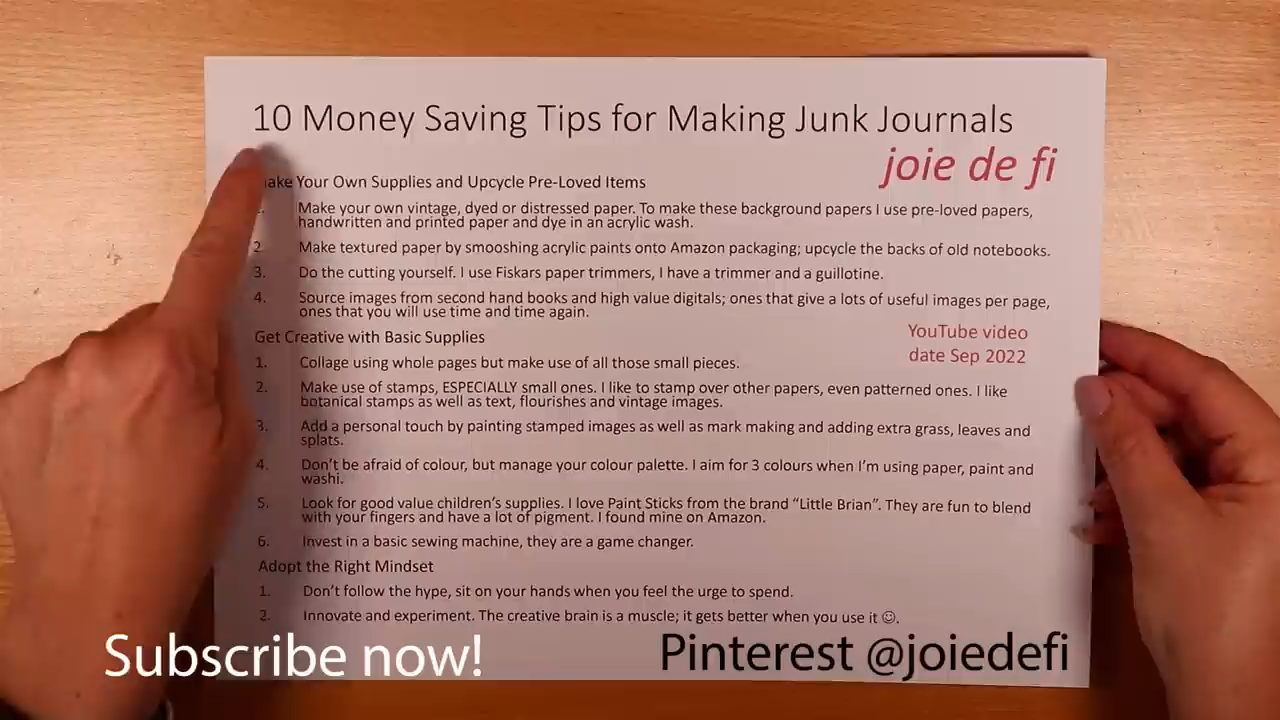 10 Money Saving Tips for Making Junk Journals
joie de fi
ake Your Own Supplies and Upcycle Pre-Loved Items
Make your own vintage, dyed or distressed paper. To make these background papers I use pre-loved papers,
handwritten and printed paper and dye in an acrylic wash.
2. Make textured paper by smooshing acrylic paints onto Amazon packaging; upcycle the backs of old notebooks.
3. Do the cutting yourself. I use Fiskars paper trimmers, I have a trimmer and a guillotine.
4. Source images from second hand books and high value digitals; ones that give a lots of useful images per page,
ones that you will use time and time again.
Get Creative with Basic Supplies
YouTube video
date Sep 2022
1. Collage using whole pages but make use of all those small pieces.
2. Make use of stamps, ESPECIALLY small ones. I like to stamp over other papers, even patterned ones. I like
botanical stamps as well as text, flourishes and vintage images.
3. Add a personal touch by painting stamped images as well as mark making and adding extra grass, leaves and
splats.
4. Don't be afraid of colour, but manage your colour palette. I aim for 3 colours when I'm using paper, paint and
washi.
5. Look for good value children's supplies. I love Paint Sticks from the brand "Little Brian". They are fun to blend
with your fingers and have a lot of pigment. I found mine on Amazon.
6. Invest in a basic sewing machine, they are a game changer.
Adopt the Right Mindset
1. Don't follow the hype, sit on your hands when you feel the urge to spend.
2. Innovate and experiment. The creative brain is a muscle; it gets better when you use it ☺.
Subscribe now!
Pinterest @joiedefi